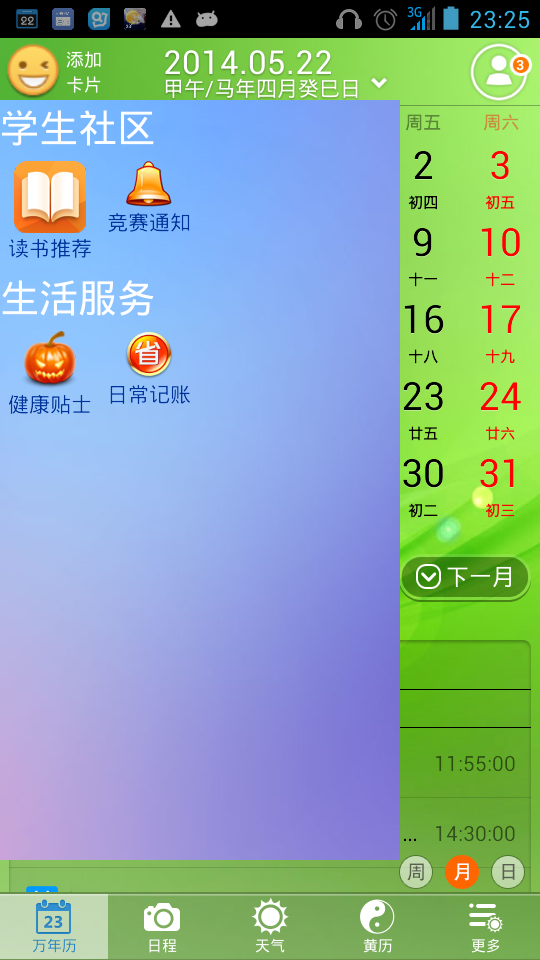 22
3G
23:25
添加
卡片
2014.05.22
甲午/马年四月癸巳日
3
学生社区
读书推荐
竞赛通知
生活服务
健康贴士
省
日常记账
周五 周六
2 3
初四 初五
9 10
十一 十二
16 17
十八 十九
23 24
廿五 廿六
30 31
初二 初三
下一月
11:55:00
... 14:30:00
周 月 日
23
万年历 日程 天气 黄历 更多